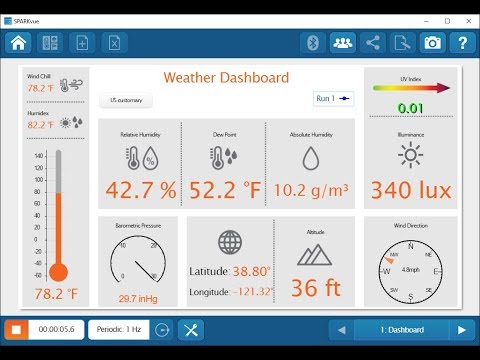 SPARKvue
Weather Dashboard
US customary
Run 1
Wind Chill
78.2 °F
Humidex
82.2 °F
140
120
100
80
60
40
20
0
-20
-40
-60
78.2 °F
Relative Humidity
42.7 %
Dew Point
52.2 °F
Absolute Humidity
10.2 g/m³
UV Index
0.01
Illuminance
340 lux
Barometric Pressure
10
20
0
30
29.7 inHg
Latitude: 38.80°
Longitude: -121.32°
Altitude
36 ft
Wind Direction
N
NE
E
SE
S
SW
W
NW
4.8mph
00:00:05.6
Periodic: 1 Hz
1: Dashboard